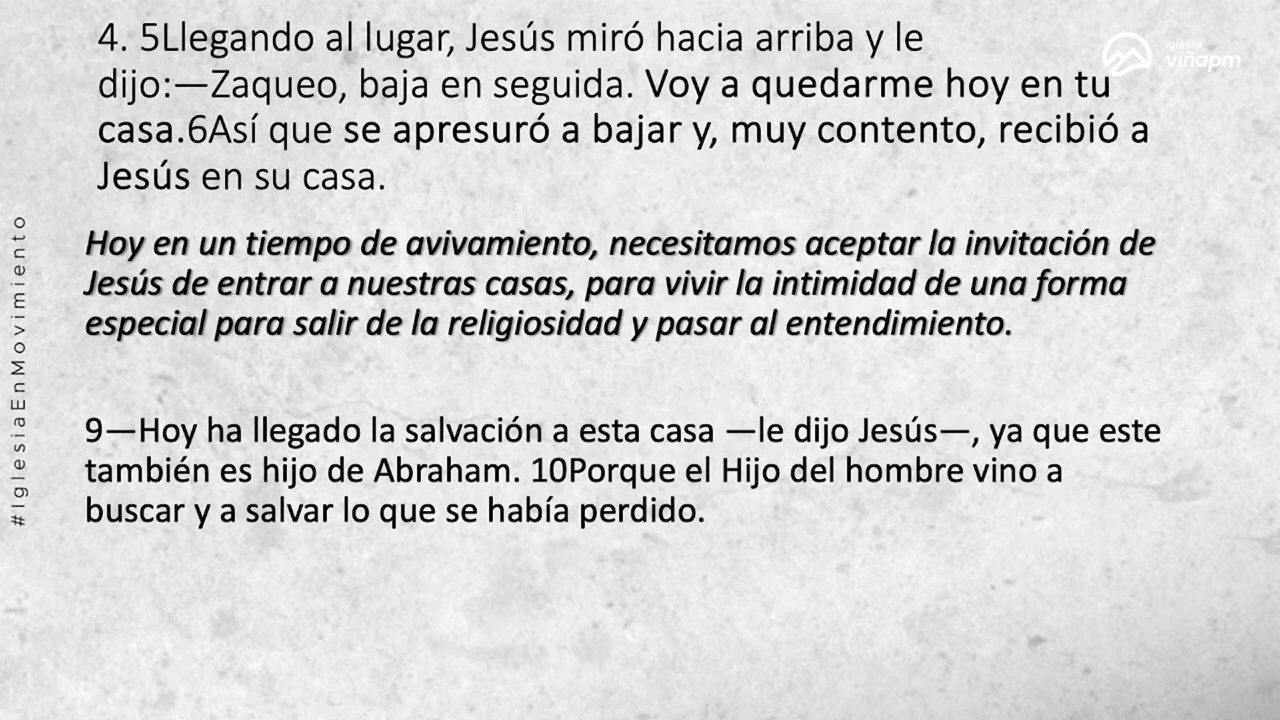 4. 5Llegando al lugar, Jesús miró hacia arriba y le
dijo:—Zaqueo, baja en seguida. Voy a quedarme hoy en tu
casa.6Así que se apresuró a bajar y, muy contento, recibió a
Jesús en su casa.
Hoy en un tiempo de avivamiento, necesitamos aceptar la invitación de
Jesús de entrar a nuestras casas, para vivir la intimidad de una forma
especial para salir de la religiosidad y pasar al entendimiento.
9—Hoy ha llegado la salvación a esta casa —le dijo Jesús—, ya que este
también es hijo de Abraham. 10Porque el Hijo del hombre vino a
buscar y a salvar lo que se había perdido.
#IglesiaEnMovimiento
iglesia
viñapm